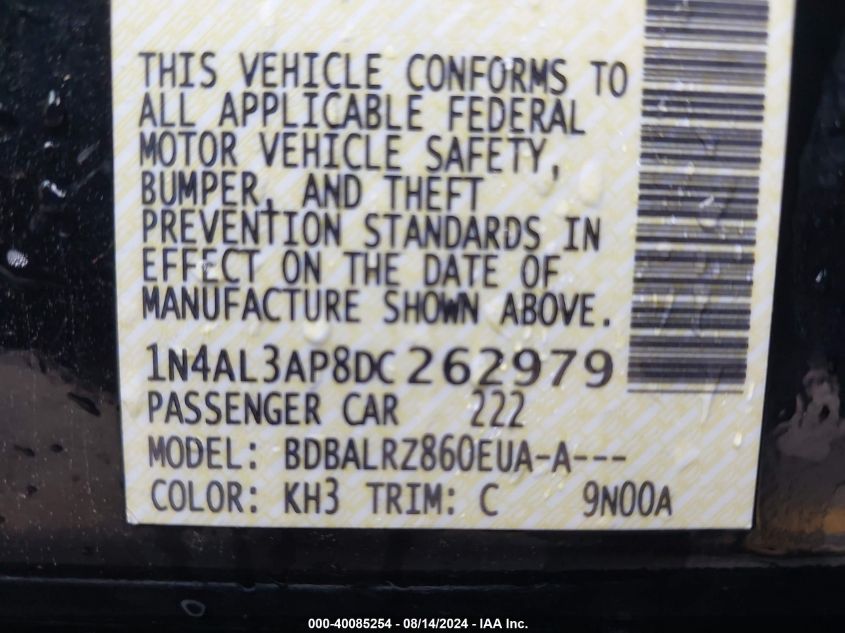 THIS VEHICLE CONFORMS TO
ALL APPLICABLE FEDERAL
MOTOR VEHICLE SAFETY,
BUMPER, AND THEFT
PREVENTION STANDARDS IN
EFFECT ON THE DATE OF
MANUFACTURE SHOWN ABOVE.
1N4AL3AP8DC262979
PASSENGER CAR 222
MODEL: BDBALRZ860EUA-A---
COLOR: KH3 TRIM: C 9N00A
000-40085254 - 08/14/2024 - IAA Inc.